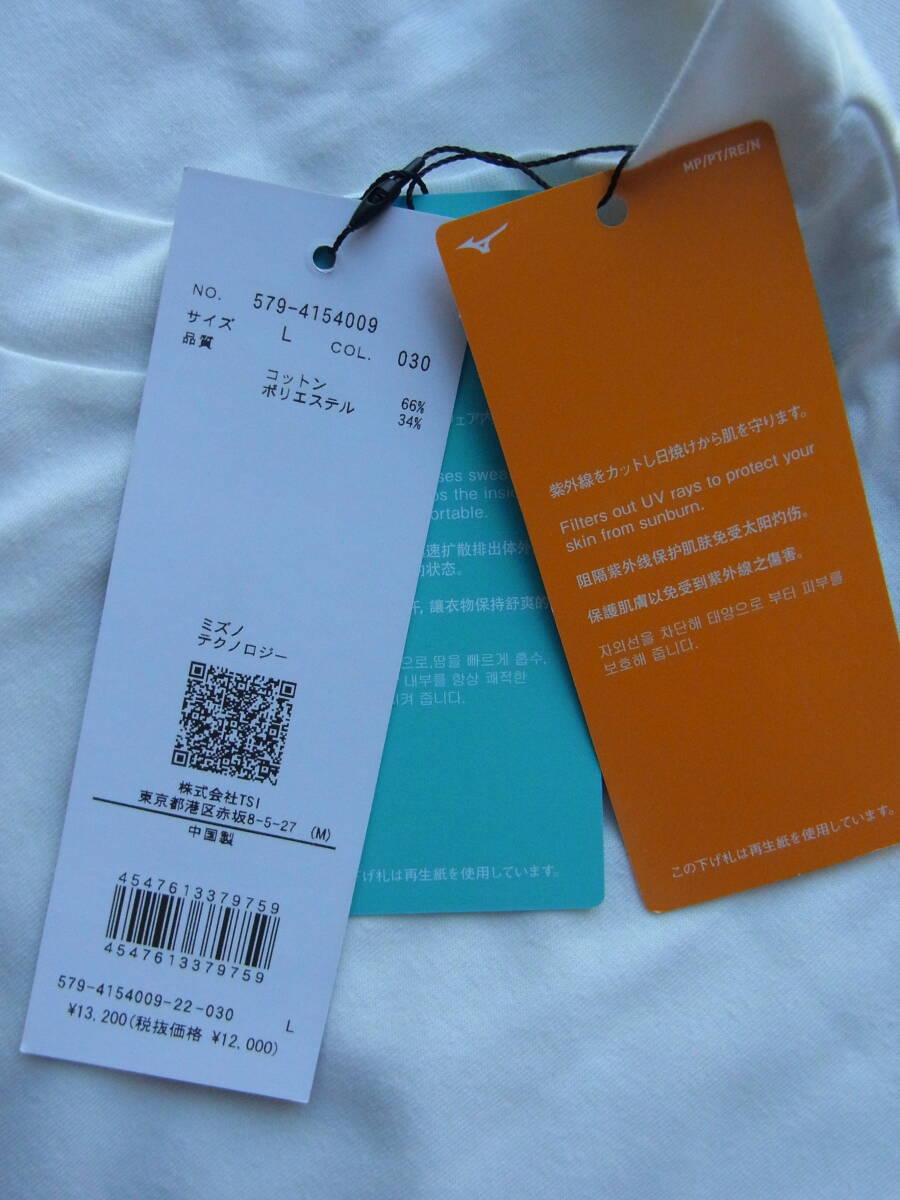 NO. 579-4154009
サイズ L COL. 030
品質
コットン 66%
ポリエステル 34%
ミズノ
テクノロジー
株式会社TSI
東京都港区赤坂8-5-27 (M)
中国製
4547613379759
4547613379759
579-4154009-22-030 L
¥13,200(税抜価格 ¥12,000)
the insid
ortable.
速扩散排出体外
状态。
讓衣物保持舒爽的
으로,땀을 빠르게 흡수.
내부를 항상 쾌적한
켜 줍니다.
下げ札は再生紙を使用しています。
MP/PT/RE/N
紫外線をカットし日焼けから肌を守ります。
Filters out UV rays to protect your
skin from sunburn.
阻隔紫外线保护肌肤免受太阳灼伤。
保護肌膚以免受到紫外線之傷害。
자외선을 차단해 태양으로 부터 피부를
보호해 줍니다.
この下げ札は再生紙を使用しています。